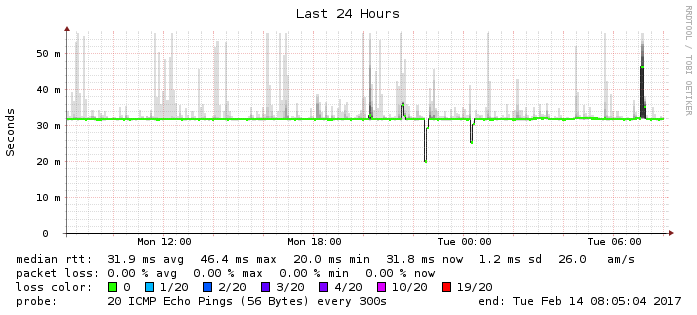 Last 24 Hours
RRDTOOL / TOBI OETIKER
Seconds
50 m
40 m
30 m
20 m
10 m
0
Mon 12:00 Mon 18:00 Tue 00:00 Tue 06:00
median rtt: 31.9 ms avg 46.4 ms max 20.0 ms min 31.8 ms now 1.2 ms sd 26.0 am/s
packet loss: 0.00 % avg 0.00 % max 0.00 % min 0.00 % now
loss color: 0 1/20 2/20 3/20 4/20 10/20 19/20
probe: 20 ICMP Echo Pings (56 Bytes) every 300s end: Tue Feb 14 08:05:04 2017